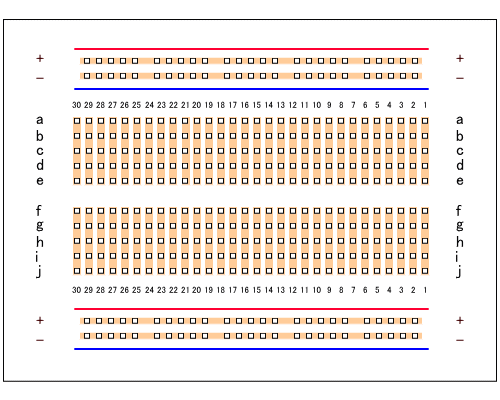 + +
− −
30 29 28 27 26 25 24 23 22 21 20 19 18 17 16 15 14 13 12 11 10 9 8 7 6 5 4 3 2 1
a a
b b
c c
d d
e e
f f
g g
h h
i i
j j
30 29 28 27 26 25 24 23 22 21 20 19 18 17 16 15 14 13 12 11 10 9 8 7 6 5 4 3 2 1
+ +
− −